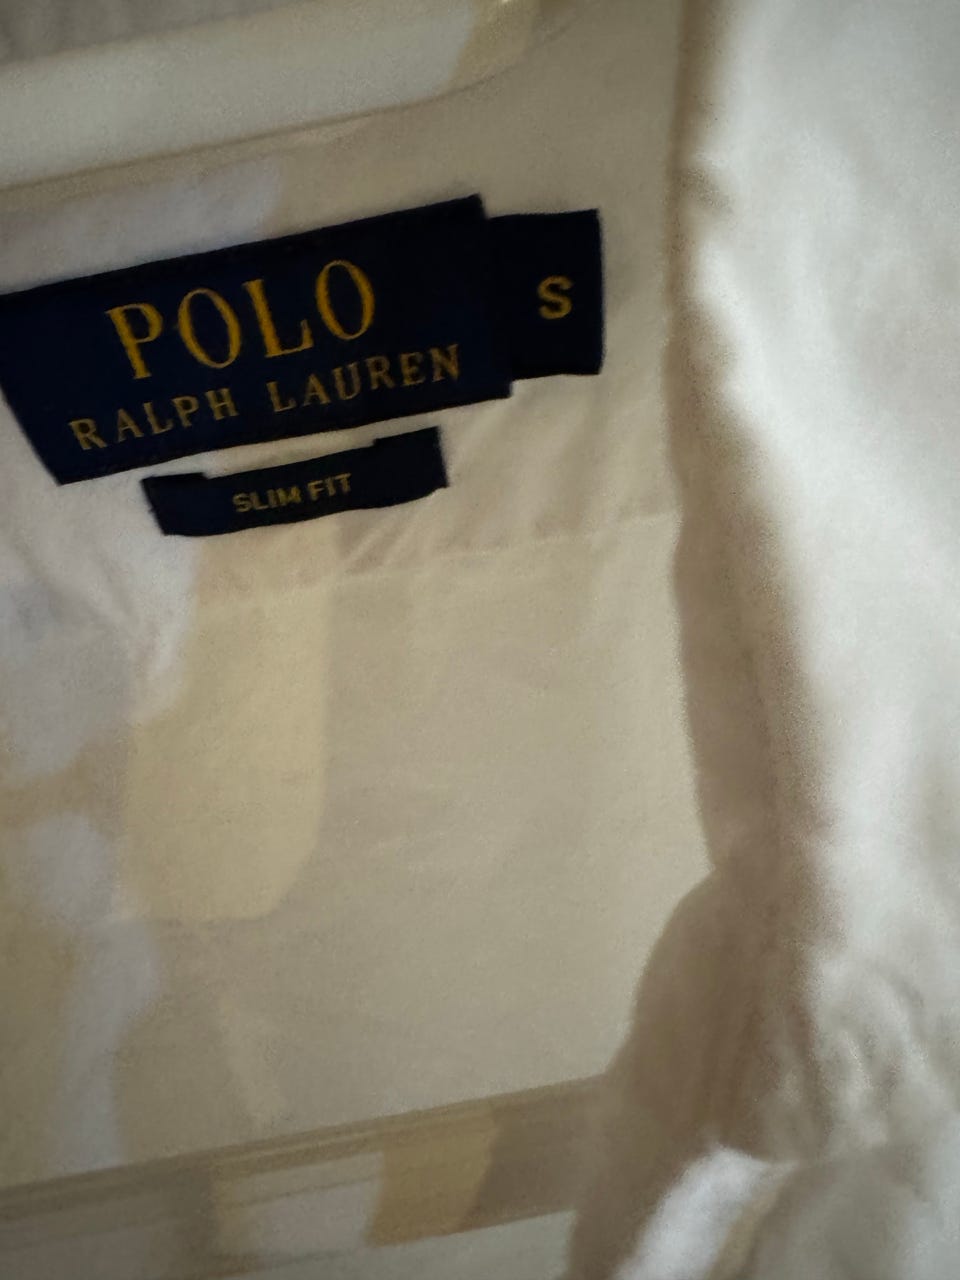 POLO
RALPH LAUREN
S
SLIM FIT